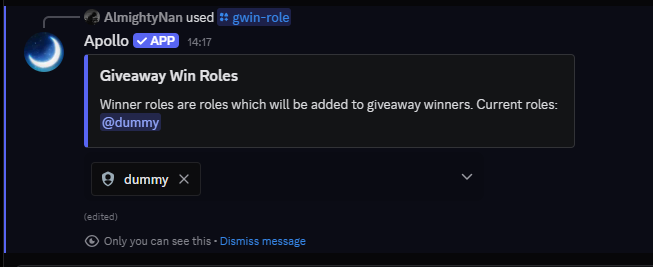 AlmightyNan used gwin-role
Apollo ✓ APP 14:17
Giveaway Win Roles
Winner roles are roles which will be added to giveaway winners. Current roles:
@dummy
dummy
(edited)
Only you can see this • Dismiss message